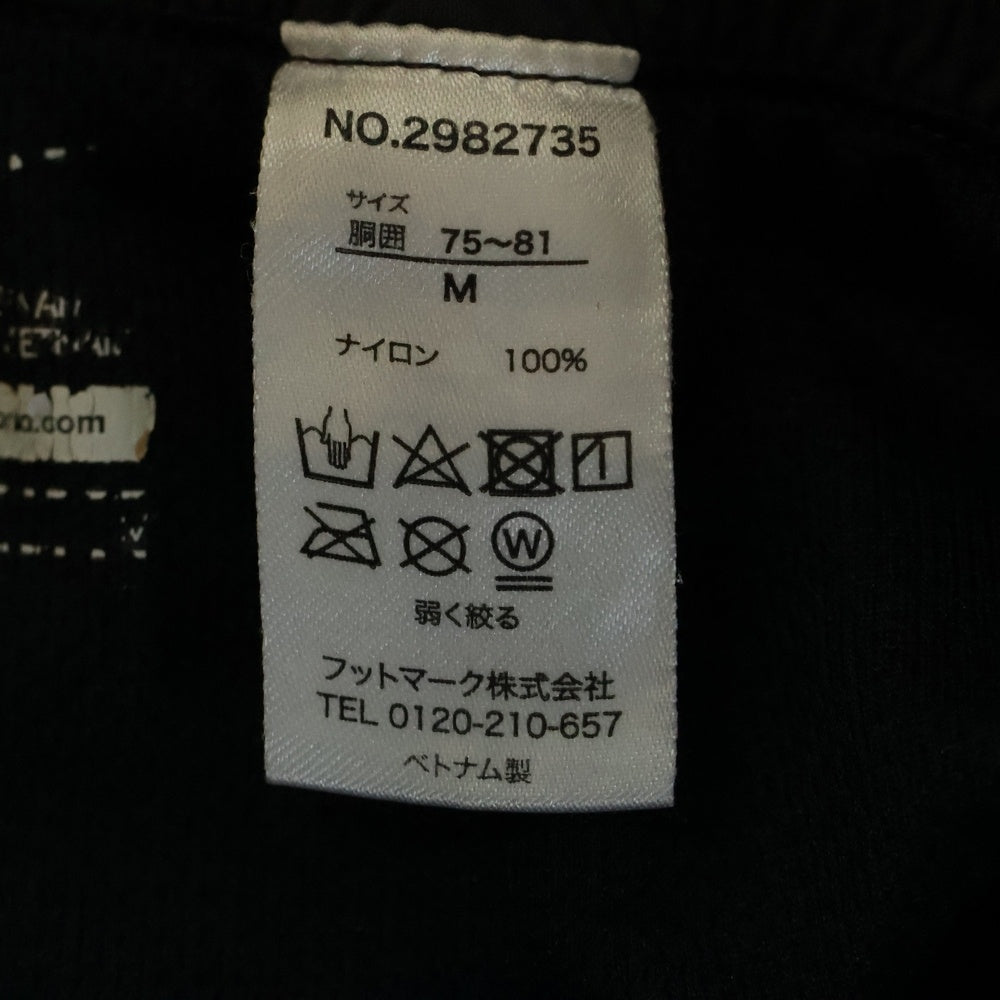 NO.2982735
サイズ
胴囲 75〜81
M
ナイロン 100%
W
弱く絞る
フットマーク株式会社
TEL 0120-210-657
ベトナム製
.com